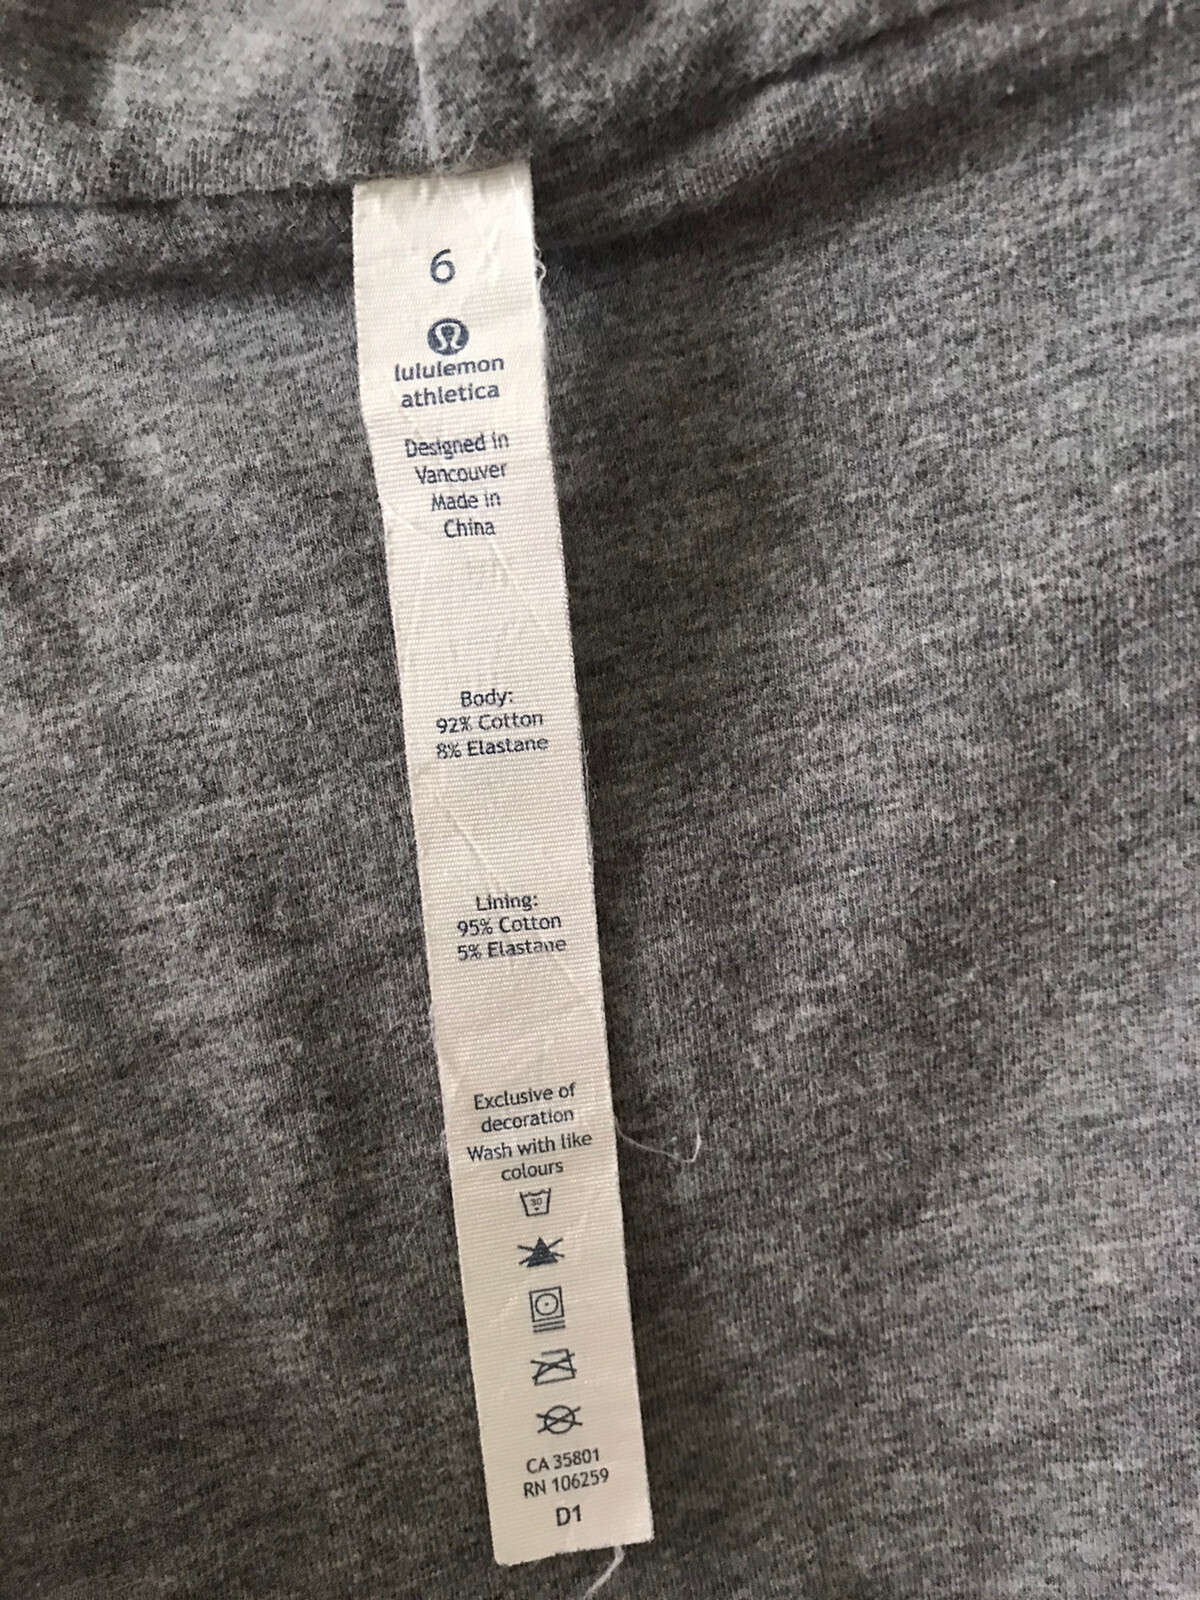 6
lululemon
athletica
Designed in
Vancouver
Made in
China
Body:
92% Cotton
8% Elastane
Lining:
95% Cotton
5% Elastane
Exclusive of
decoration
Wash with like
colours
30
CA 35801
RN 106259
D1